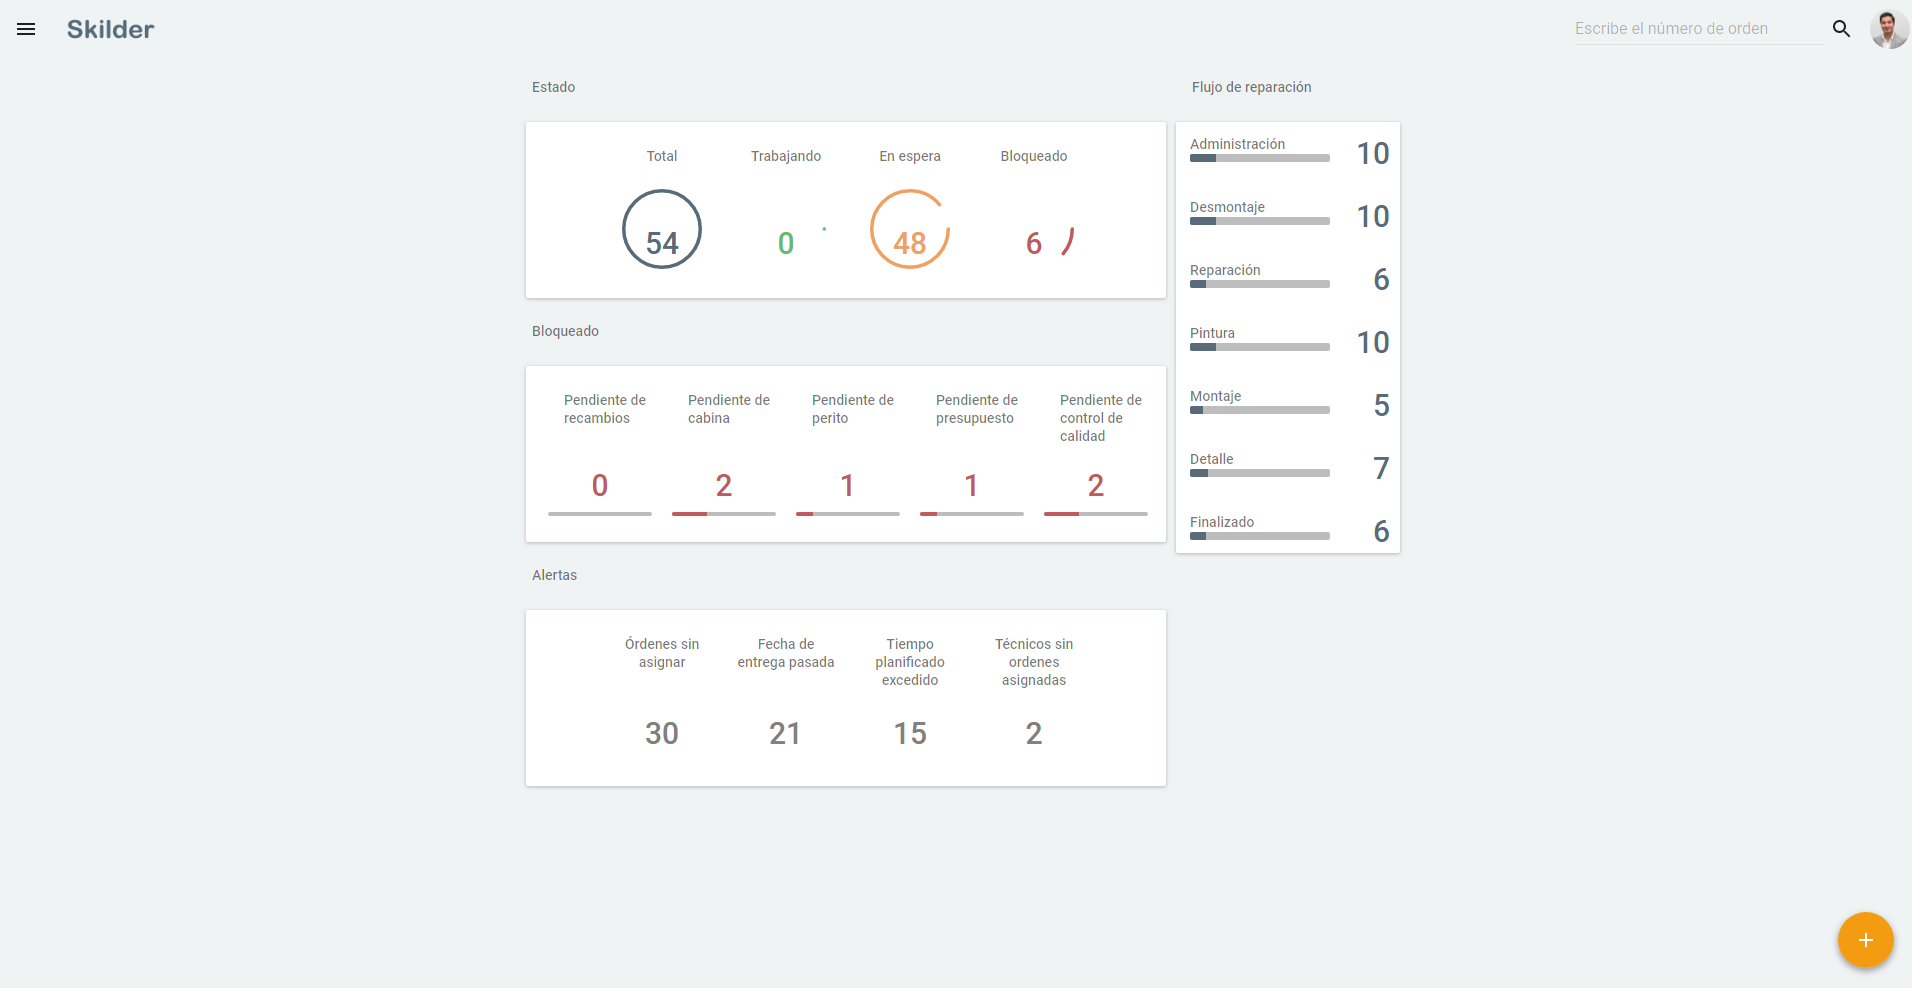 Skilder
Escribe el número de orden
Estado
Total
Trabajando
En espera
Bloqueado
54
0
48
6
Bloqueado
Pendiente de
recambios
Pendiente de
cabina
Pendiente de
perito
Pendiente de
presupuesto
Pendiente de
control de
calidad
0
2
1
1
2
Alertas
Órdenes sin
asignar
Fecha de
entrega pasada
Tiempo
planificado
excedido
Técnicos sin
ordenes
asignadas
30
21
15
2
Flujo de reparación
Administración 10
Desmontaje 10
Reparación 6
Pintura 10
Montaje 5
Detalle 7
Finalizado 6